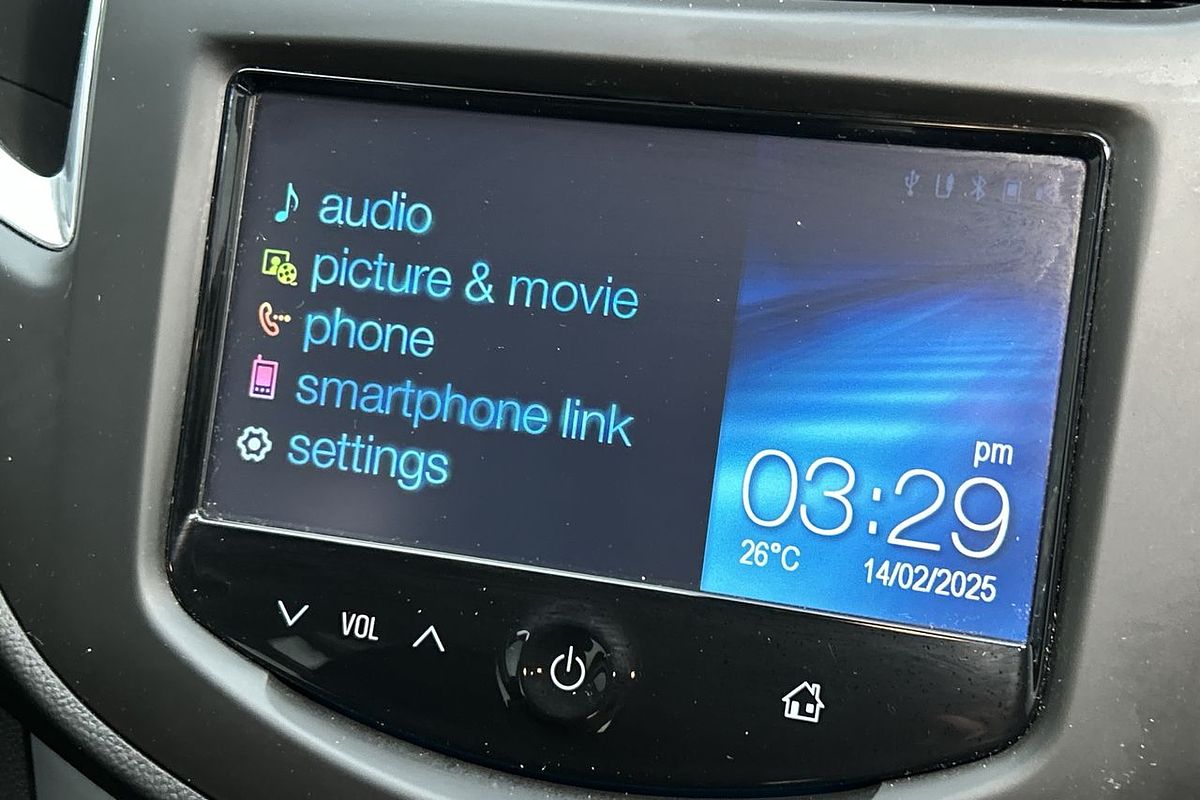 audio
picture & movie
phone
smartphone link
settings
pm
03:29
26°C
14/02/2025
VOL